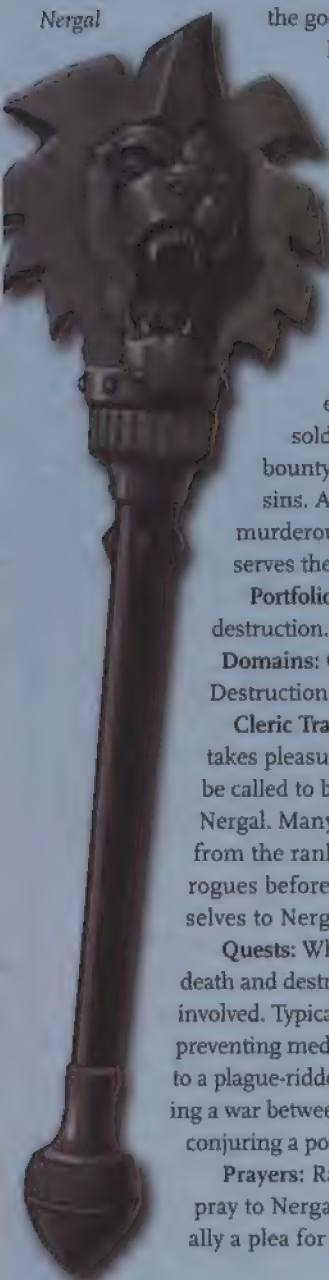 Nergal
the go
sold
bounty
sins. A
murderou
serves the
Portfolio
destruction.
Domains:
Destruction
Cleric Tra
takes pleasu
be called to b
Nergal. Many
from the rank
rogues before
selves to Nerg
Quests: Wh
death and destr
involved. Typica
preventing med
to a plague-ridde
ing a war between
conjuring a po
Prayers: Ra
pray to Nerga
ally a plea for